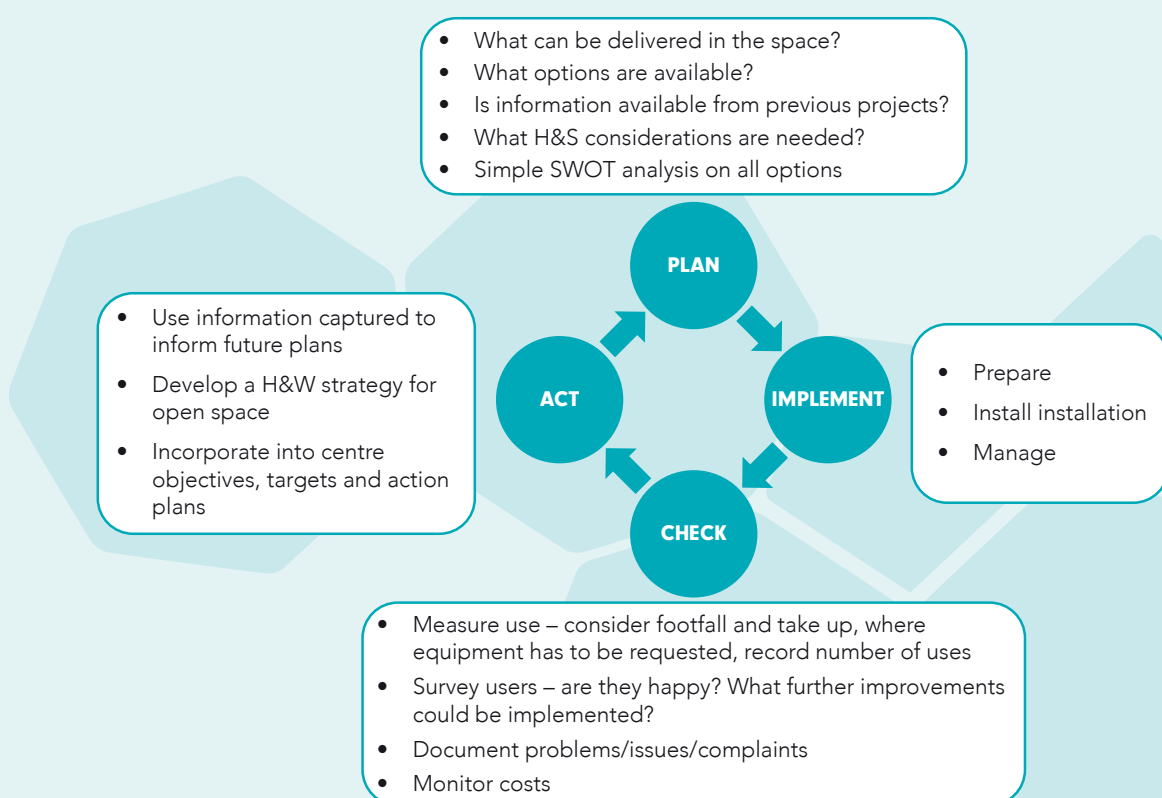 • What can be delivered in the space?
• What options are available?
• Is information available from previous projects?
• What H&S considerations are needed?
• Simple SWOT analysis on all options
PLAN
• Use information captured to
inform future plans
• Develop a H&W strategy for
open space
• Incorporate into centre
objectives, targets and action
plans
ACT
IMPLEMENT
• Prepare
• Install installation
• Manage
CHECK
• Measure use – consider footfall and take up, where
equipment has to be requested, record number of uses
• Survey users – are they happy? What further improvements
could be implemented?
• Document problems/issues/complaints
• Monitor costs